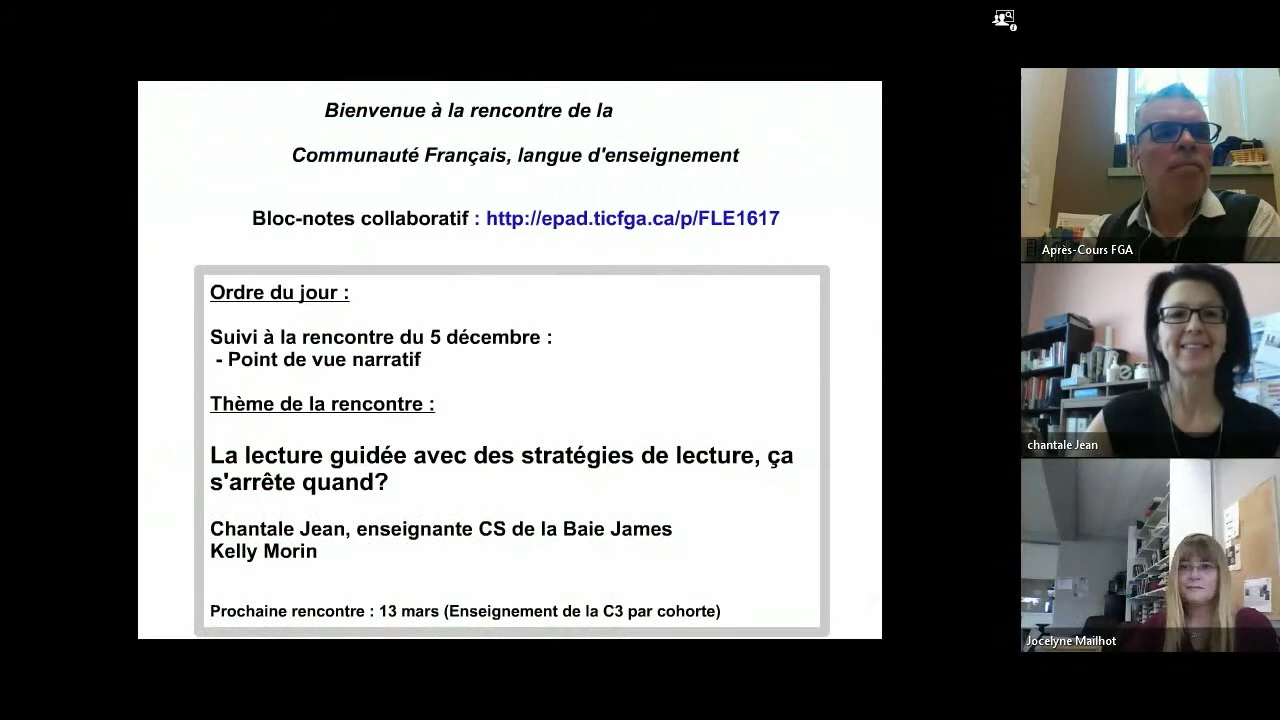 Bienvenue à la rencontre de la
Communauté Français, langue d'enseignement
Bloc-notes collaboratif : http://epad.ticfga.ca/p/FLE1617
Ordre du jour :
Suivi à la rencontre du 5 décembre :
- Point de vue narratif
Thème de la rencontre :
La lecture guidée avec des stratégies de lecture, ça
s'arrête quand?
Chantale Jean, enseignante CS de la Baie James
Kelly Morin
Prochaine rencontre : 13 mars (Enseignement de la C3 par cohorte)
Après-Cours FGA
chantale Jean
Jocelyne Mailhot